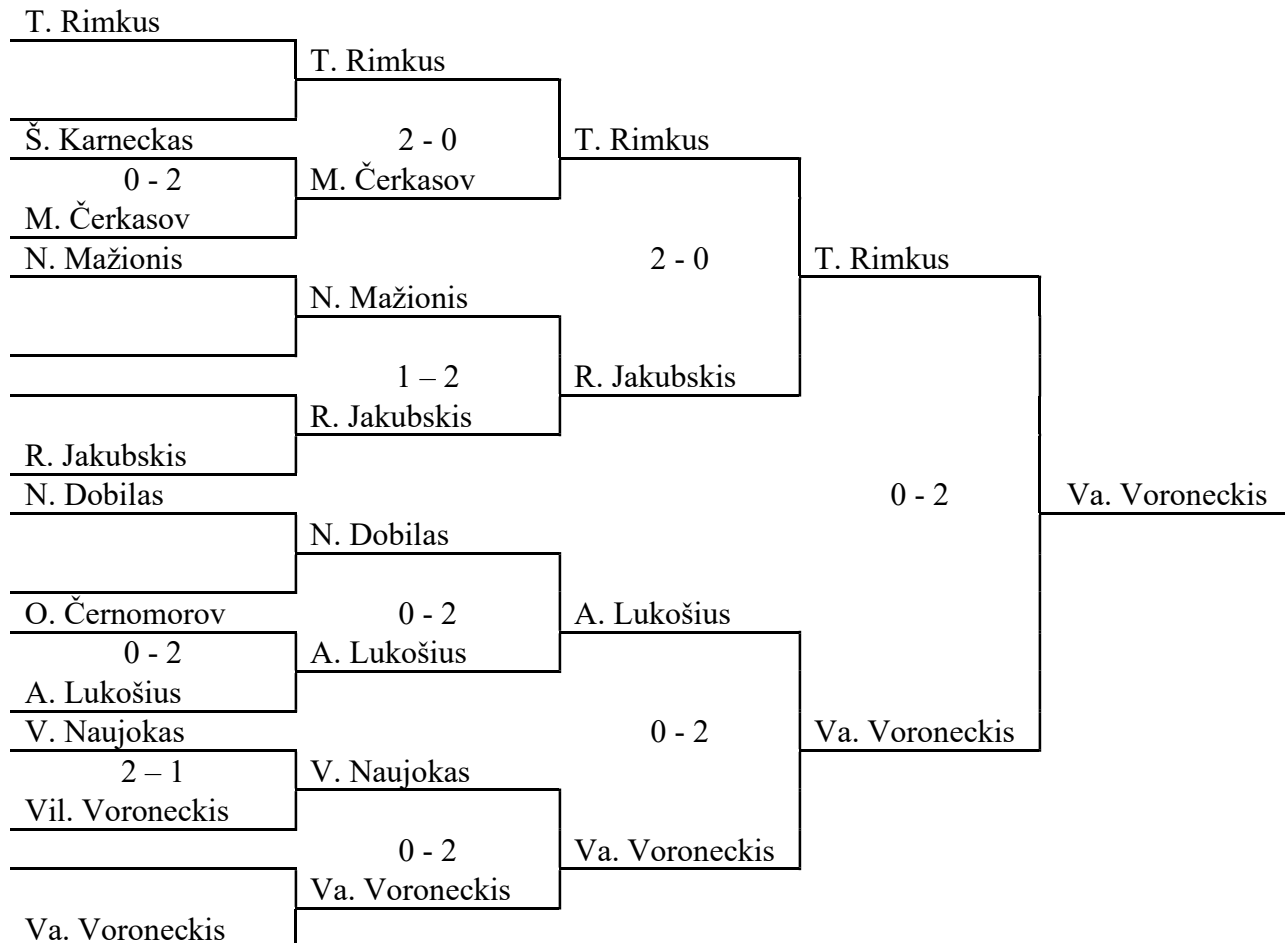 T. Rimkus
T. Rimkus
Š. Karneckas
2 - 0
T. Rimkus
0 - 2
M. Čerkasov
M. Čerkasov
N. Mažionis
2 - 0
T. Rimkus
N. Mažionis
1 – 2
R. Jakubskis
R. Jakubskis
R. Jakubskis
N. Dobilas
0 - 2
Va. Voroneckis
N. Dobilas
O. Černomorov
0 - 2
A. Lukošius
0 - 2
A. Lukošius
A. Lukošius
V. Naujokas
0 - 2
Va. Voroneckis
2 – 1
V. Naujokas
Vil. Voroneckis
0 - 2
Va. Voroneckis
Va. Voroneckis
Va. Voroneckis